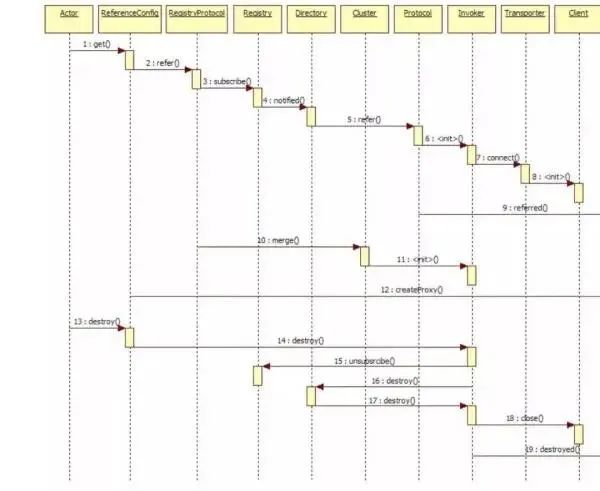 Actor ReferenceConfig RegistryProtocol Registry Directory Cluster Protocol Invoker Transporter Client
1 : get()
2 : refer()
3 : subscribe()
4 : notified()
5 : refer()
6 : <init>()
7 : connect()
8 : <init>()
9 : referred()
10 : merge()
11 : <init>()
12 : createProxy()
13 : destroy()
14 : destroy()
15 : unsubsrcibe()
16 : destroy()
17 : destroy()
18 : close()
19 : destroyed()